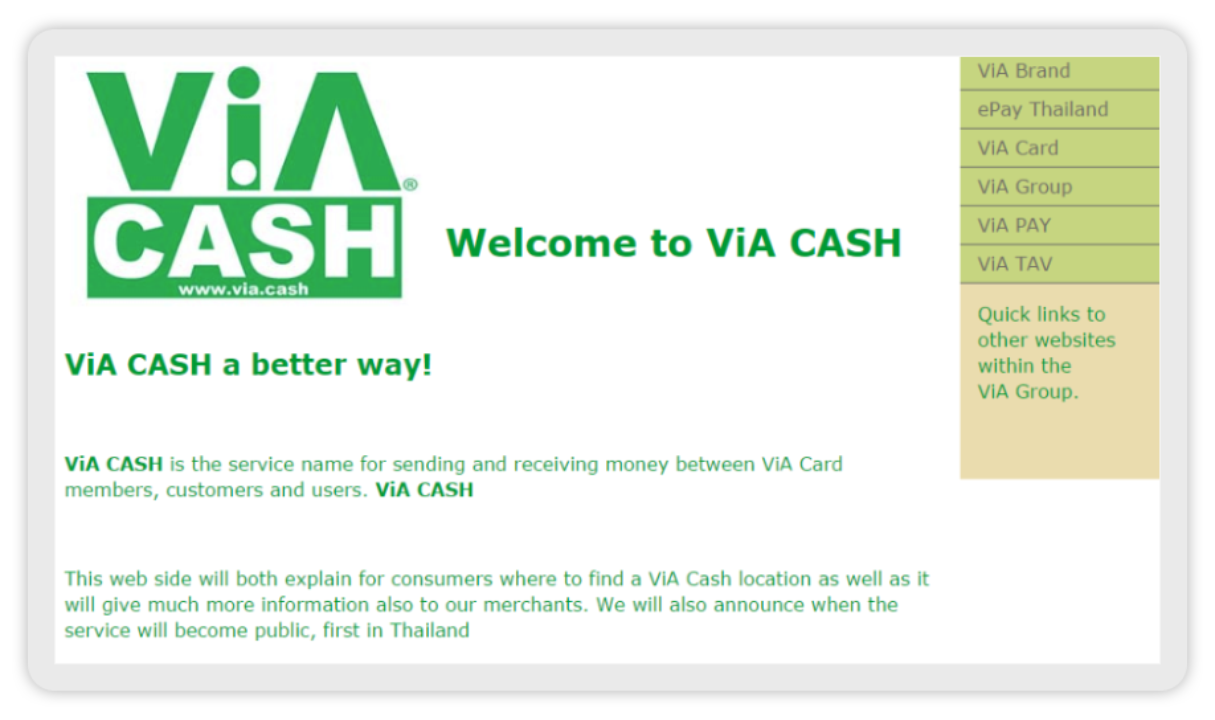 ViA®
CASH
www.via.cash
Welcome to ViA CASH
ViA CASH a better way!
ViA CASH is the service name for sending and receiving money between ViA Card
members, customers and users. ViA CASH
This web side will both explain for consumers where to find a ViA Cash location as well as it
will give much more information also to our merchants. We will also announce when the
service will become public, first in Thailand
ViA Brand
ePay Thailand
ViA Card
ViA Group
ViA PAY
ViA TAV
Quick links to
other websites
within the
ViA Group.